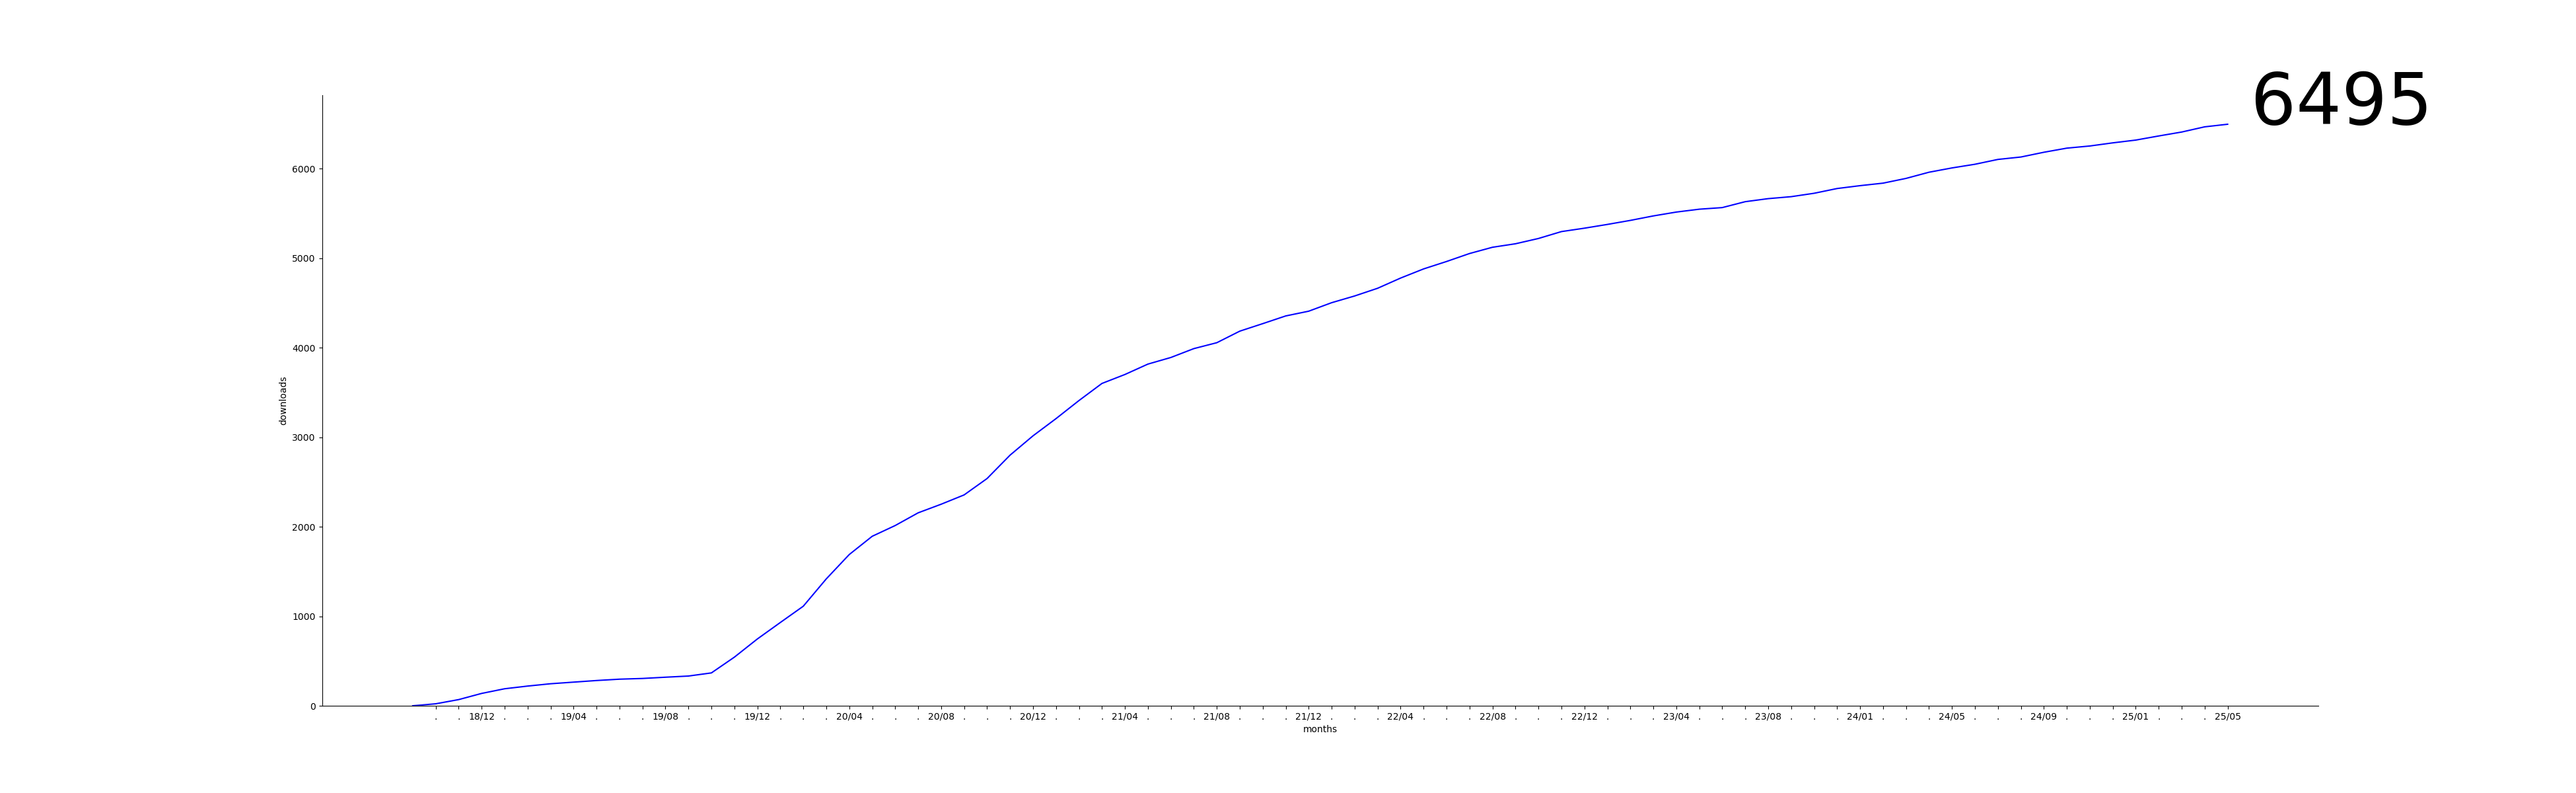 6495
6000
5000
4000
3000
2000
1000
0
downloads
. . 18/12 . . . 19/04 . . . 19/08 . . . 19/12 . . . 20/04 . . . 20/08 . . . 20/12 . . . 21/04 . . . 21/08 . . . 21/12 . . . 22/04 . . . 22/08 . . . 22/12 . . . 23/04 . . . 23/08 . . . 24/01 . . . 24/05 . . . 24/09 . . . 25/01 . . . 25/05
months